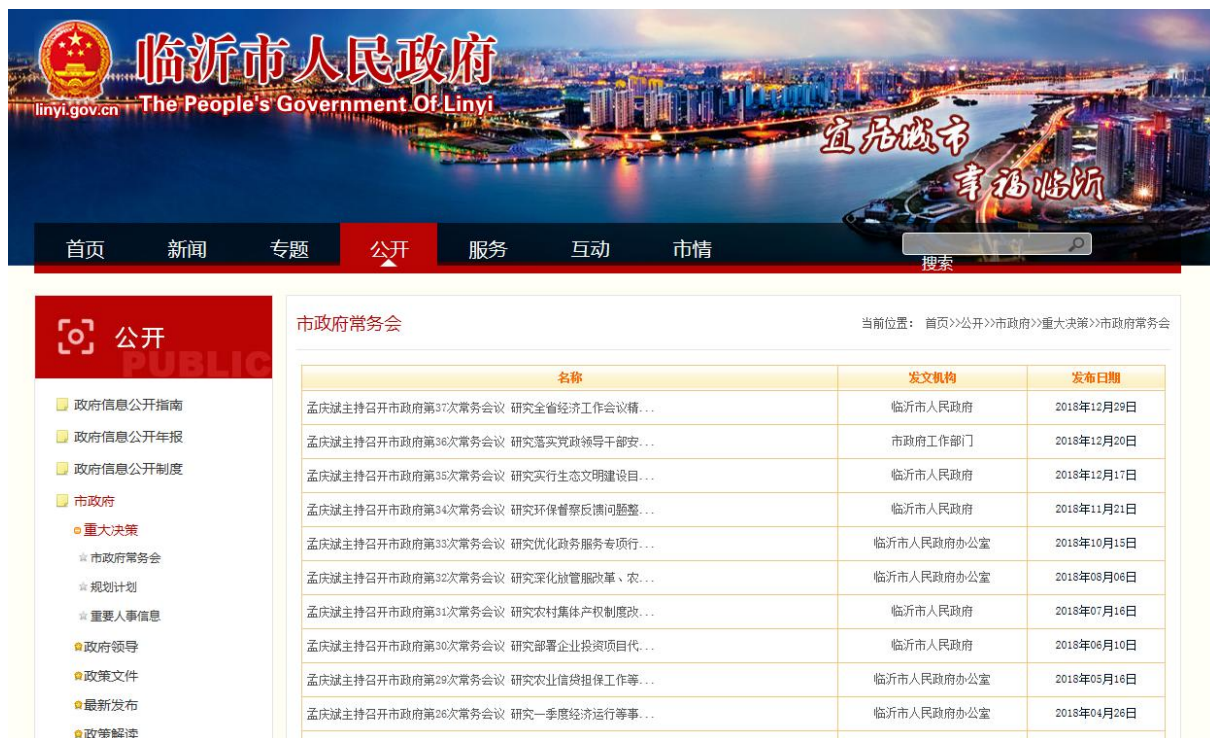 临沂市人民政府
linyi.gov.cn The People's Government Of Linyi
宜居城市
幸福临沂
首页 新闻 专题 公开 服务 互动 市情
搜索
公开
PUBLIC
市政府常务会 当前位置： 首页>>公开>>市政府>>重大决策>>市政府常务会
政府信息公开指南
政府信息公开年报
政府信息公开制度
市政府
重大决策
市政府常务会
规划计划
重要人事信息
政府领导
政策文件
最新发布
政策解读
名称 发文机构 发布日期
孟庆斌主持召开市政府第37次常务会议 研究全省经济工作会议精... 临沂市人民政府 2018年12月29日
孟庆斌主持召开市政府第36次常务会议 研究落实党政领导干部安... 市政府工作部门 2018年12月20日
孟庆斌主持召开市政府第35次常务会议 研究实行生态文明建设目... 临沂市人民政府 2018年12月17日
孟庆斌主持召开市政府第34次常务会议 研究环保督察反馈问题整... 临沂市人民政府 2018年11月21日
孟庆斌主持召开市政府第33次常务会议 研究优化政务服务专项行... 临沂市人民政府办公室 2018年10月15日
孟庆斌主持召开市政府第32次常务会议 研究深化放管服改革、农... 临沂市人民政府办公室 2018年08月06日
孟庆斌主持召开市政府第31次常务会议 研究农村集体产权制度改... 临沂市人民政府 2018年07月16日
孟庆斌主持召开市政府第30次常务会议 研究部署企业投资项目代... 临沂市人民政府 2018年06月10日
孟庆斌主持召开市政府第29次常务会议 研究农业信贷担保工作等... 临沂市人民政府办公室 2018年05月16日
孟庆斌主持召开市政府第26次常务会议 研究一季度经济运行等事... 临沂市人民政府办公室 2018年04月26日